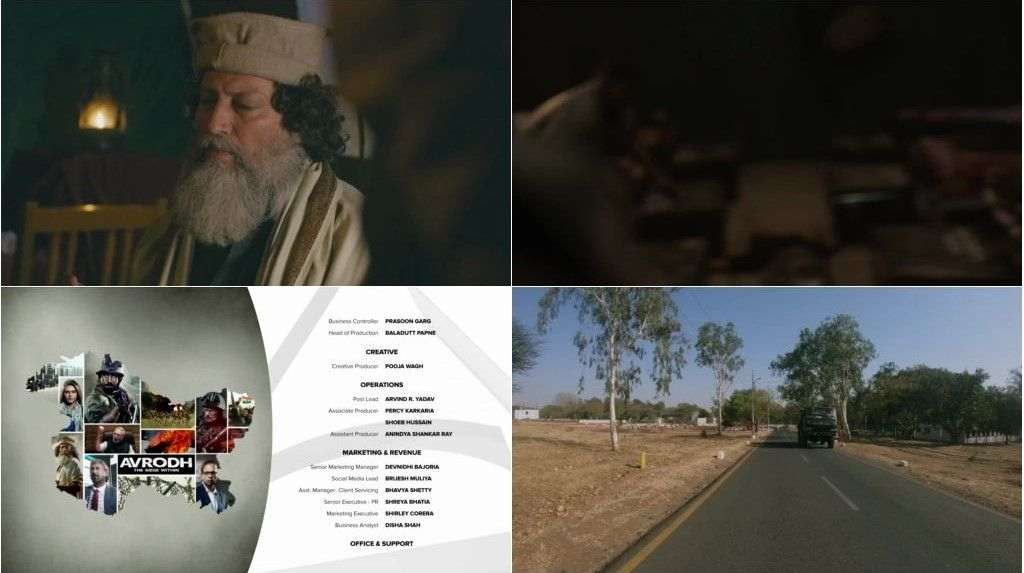 Business Controller PRASOON GARG
Head of Production BALADUTT PAPNE
CREATIVE
Creative Producer POOJA WAGH
OPERATIONS
Post Lead ARVIND R. YADAV
Associate Producer PERCY KARKARIA
SHOEB HUSSAIN
Assistant Producer ANINDYA SHANKAR RAY
MARKETING & REVENUE
Senior Marketing Manager DEVNIDHI BAJORIA
Social Media Lead BRIJESH MULIYA
Asst. Manager- Client Servicing BHAVYA SHETTY
Senior Executive - PR SHREYA BHATIA
Marketing Executive SHIRLEY CORERA
Business Analyst DISHA SHAH
OFFICE & SUPPORT
AVRODH
THE SIEGE WITHIN